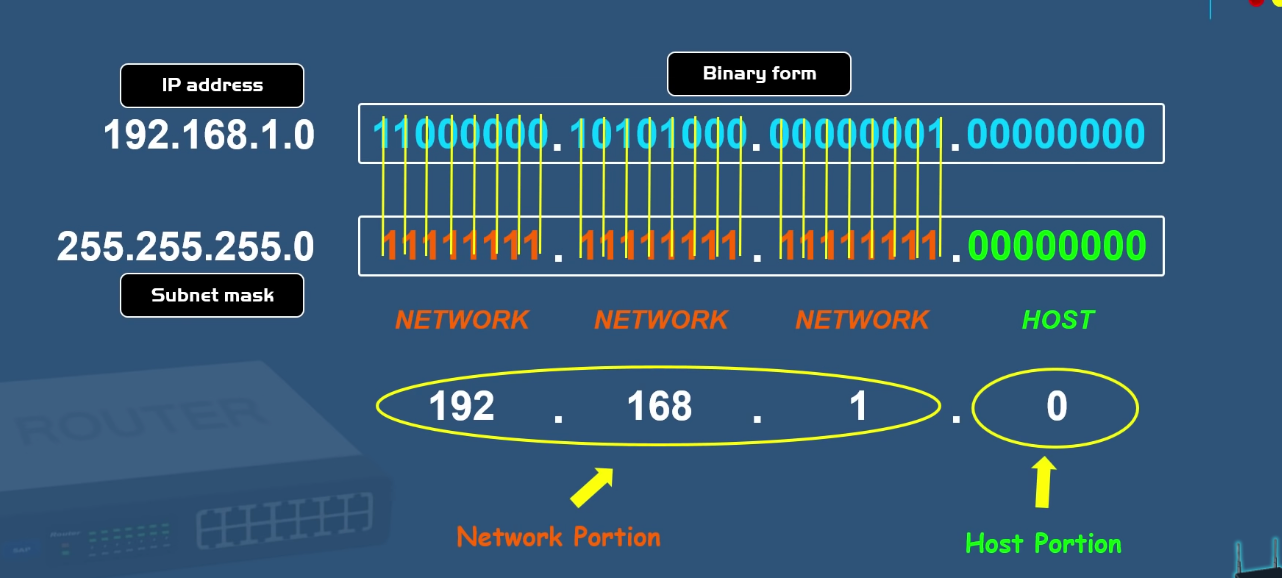 IP address
Binary form
192.168.1.0
11000000.10101000.00000001.00000000
255.255.255.0
11111111.11111111.11111111.00000000
Subnet mask
NETWORK NETWORK NETWORK HOST
192 . 168 . 1 . 0
ROUTER
Router
Network Portion
Host Portion